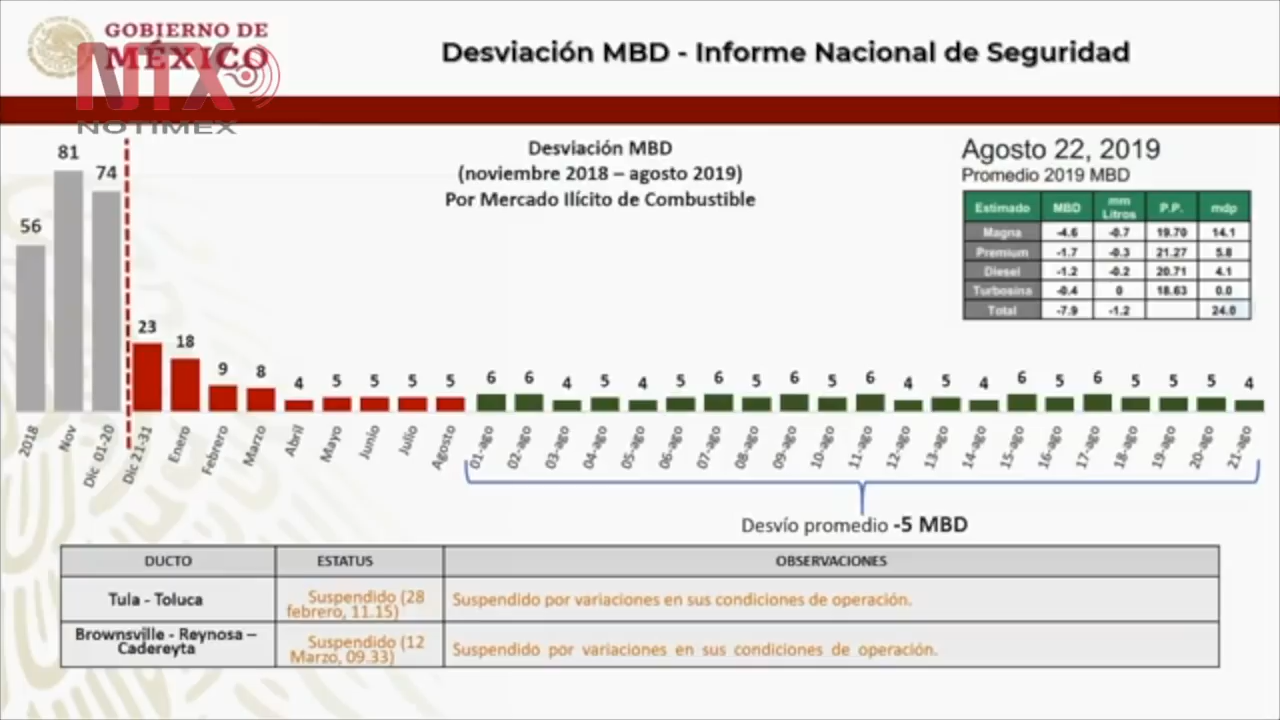 GOBIERNO DE
MÉXICO
NTX
NOTIMEX
Desviación MBD - Informe Nacional de Seguridad
Desviación MBD
(noviembre 2018 – agosto 2019)
Por Mercado Ilícito de Combustible
Agosto 22, 2019
Promedio 2019 MBD
Estimado MBD mm Litros P.P. mdp
Magna -4.6 -0.7 19.70 14.1
Premium -1.7 -0.3 21.27 5.8
Diesel -1.2 -0.2 20.71 4.1
Turbosina -0.4 0 18.63 0.0
Total -7.9 -1.2 24.0
56 81 74 23 18 9 8 4 5 5 5 5 6 6 4 5 4 5 6 5 6 5 6 4 5 4 6 5 6 5 5 5 4
2018 Nov Dic 01-20 Dic 21-31 Enero Febrero Marzo Abril Mayo Junio Julio Agosto 01-ago 02-ago 03-ago 04-ago 05-ago 06-ago 07-ago 08-ago 09-ago 10-ago 11-ago 12-ago 13-ago 14-ago 15-ago 16-ago 17-ago 18-ago 19-ago 20-ago 21-ago
Desvío promedio -5 MBD
DUCTO ESTATUS OBSERVACIONES
Tula - Toluca
Suspendido (28
febrero, 11.15)
Suspendido por variaciones en sus condiciones de operación.
Brownsville - Reynosa –
Cadereyta
Suspendido (12
Marzo, 09.33)
Suspendido por variaciones en sus condiciones de operación.